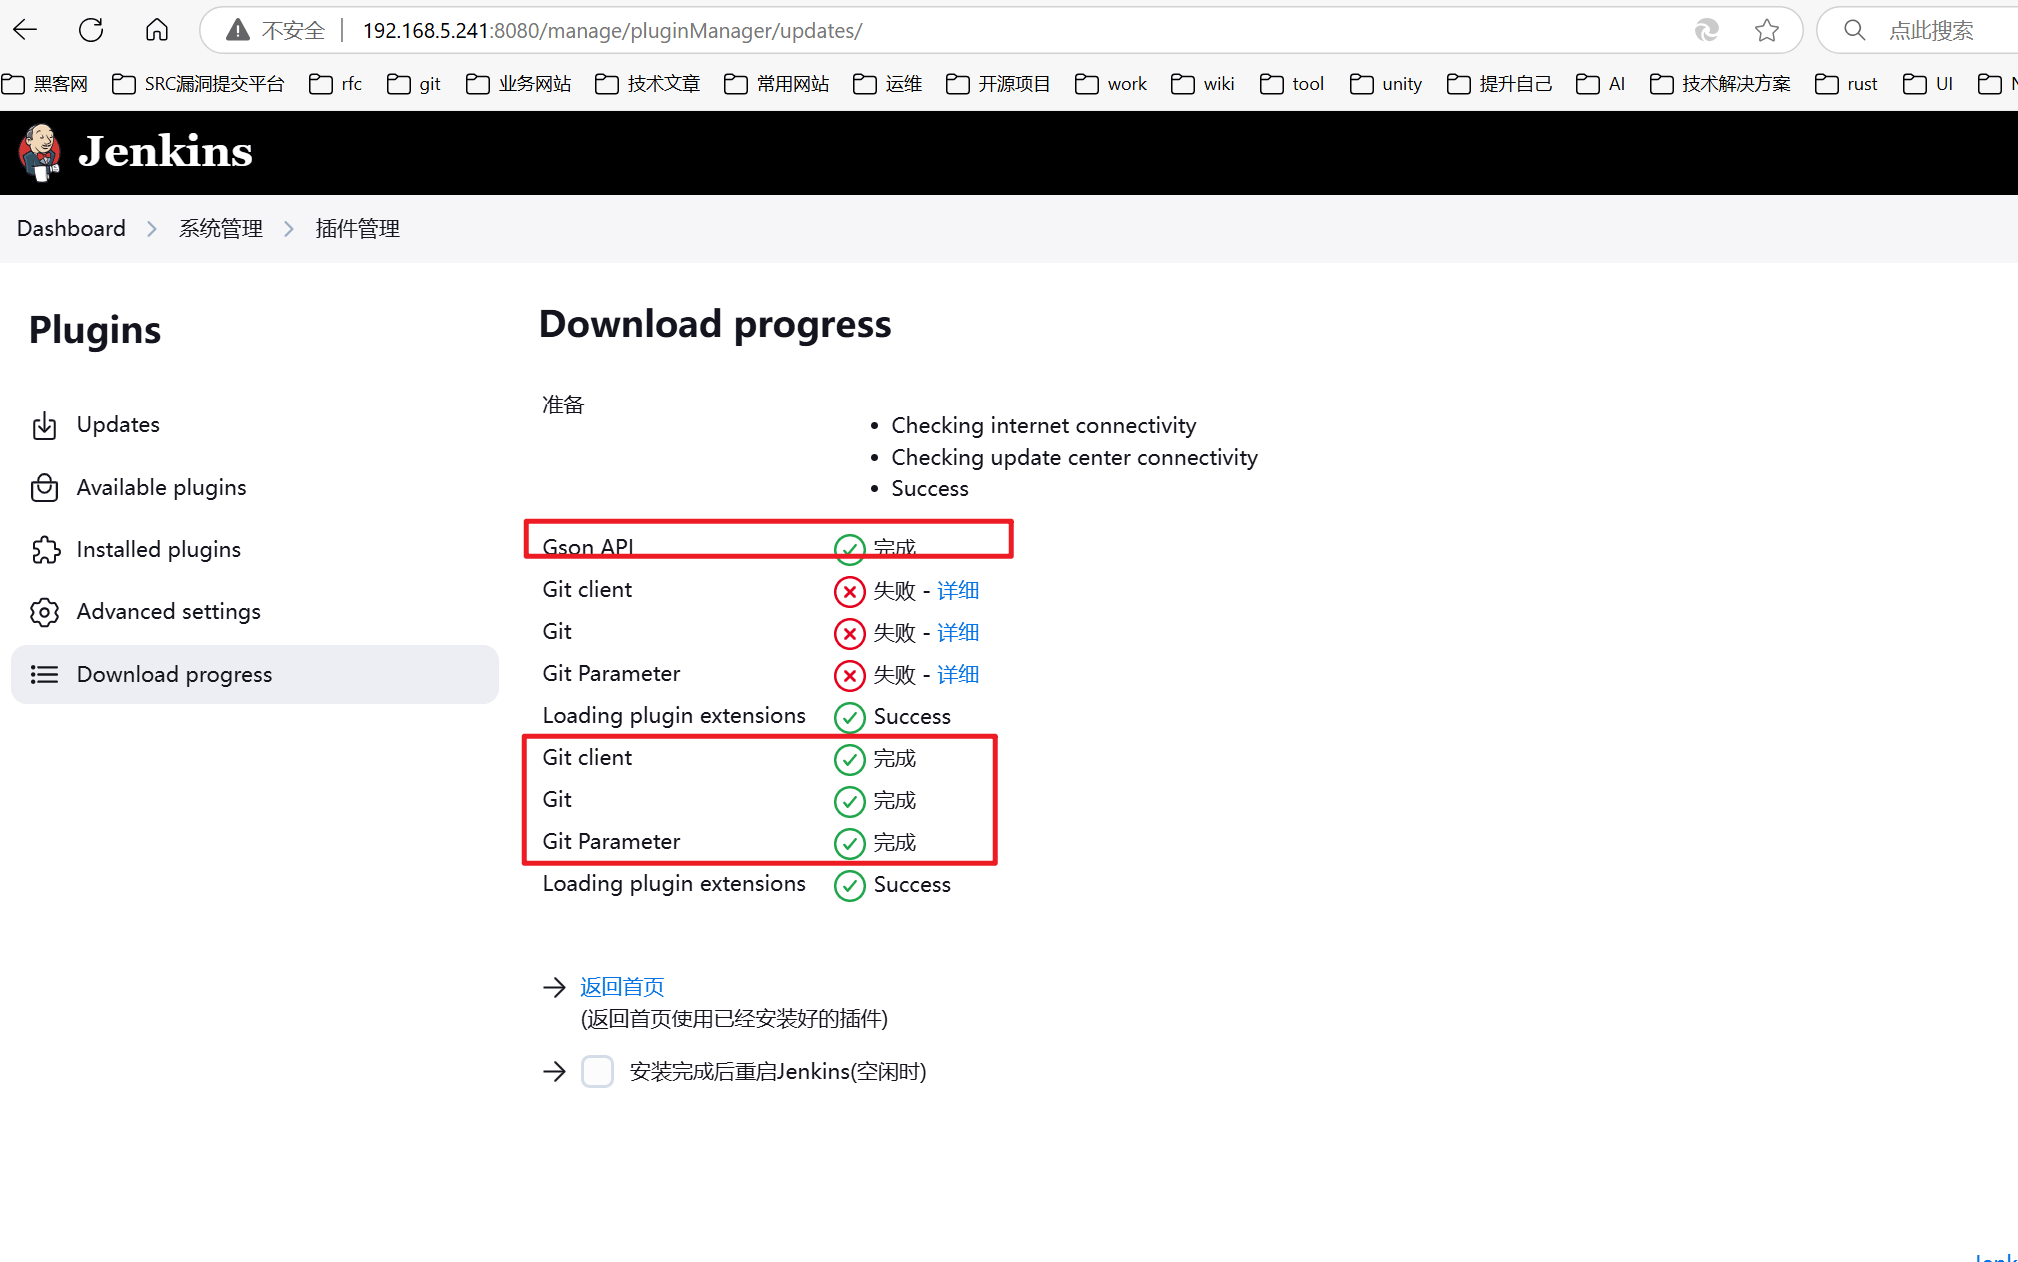 不安全 192.168.5.241:8080/manage/pluginManager/updates/ 点此搜索
黑客网 SRC漏洞提交平台 rfc git 业务网站 技术文章 常用网站 运维 开源项目 work wiki tool unity 提升自己 AI 技术解决方案 rust UI
Jenkins
Dashboard 系统管理 插件管理
Plugins
Updates
Available plugins
Installed plugins
Advanced settings
Download progress
Download progress
准备
• Checking internet connectivity
• Checking update center connectivity
• Success
Gson API 完成
Git client 失败 - 详细
Git 失败 - 详细
Git Parameter 失败 - 详细
Loading plugin extensions Success
Git client 完成
Git 完成
Git Parameter 完成
Loading plugin extensions Success
返回首页
(返回首页使用已经安装好的插件)
安装完成后重启Jenkins(空闲时)